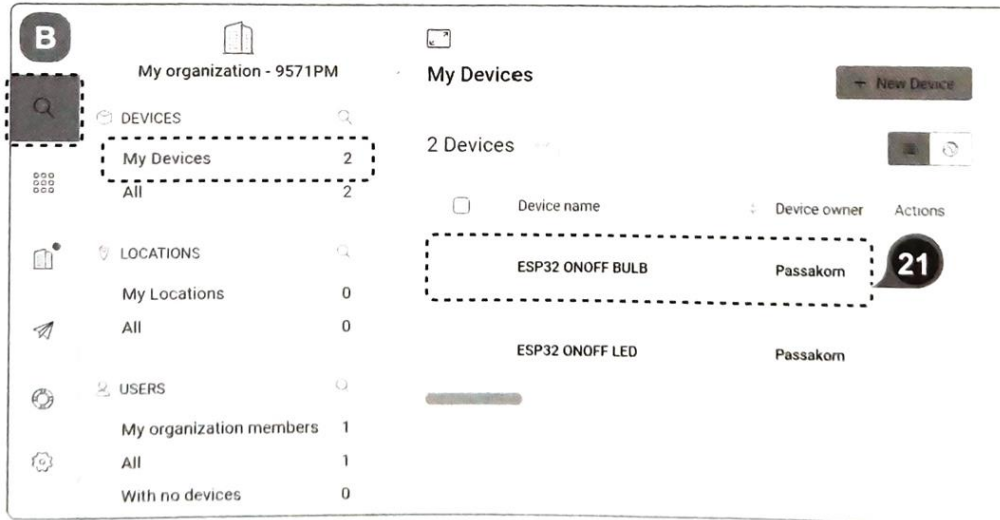 B
My organization - 9571PM
DEVICES
My Devices 2
All 2
LOCATIONS
My Locations 0
All 0
USERS
My organization members 1
All 1
With no devices 0
My Devices
+ New Device
2 Devices
Device name Device owner Actions
ESP32 ONOFF BULB Passakorn 21
ESP32 ONOFF LED Passakorn